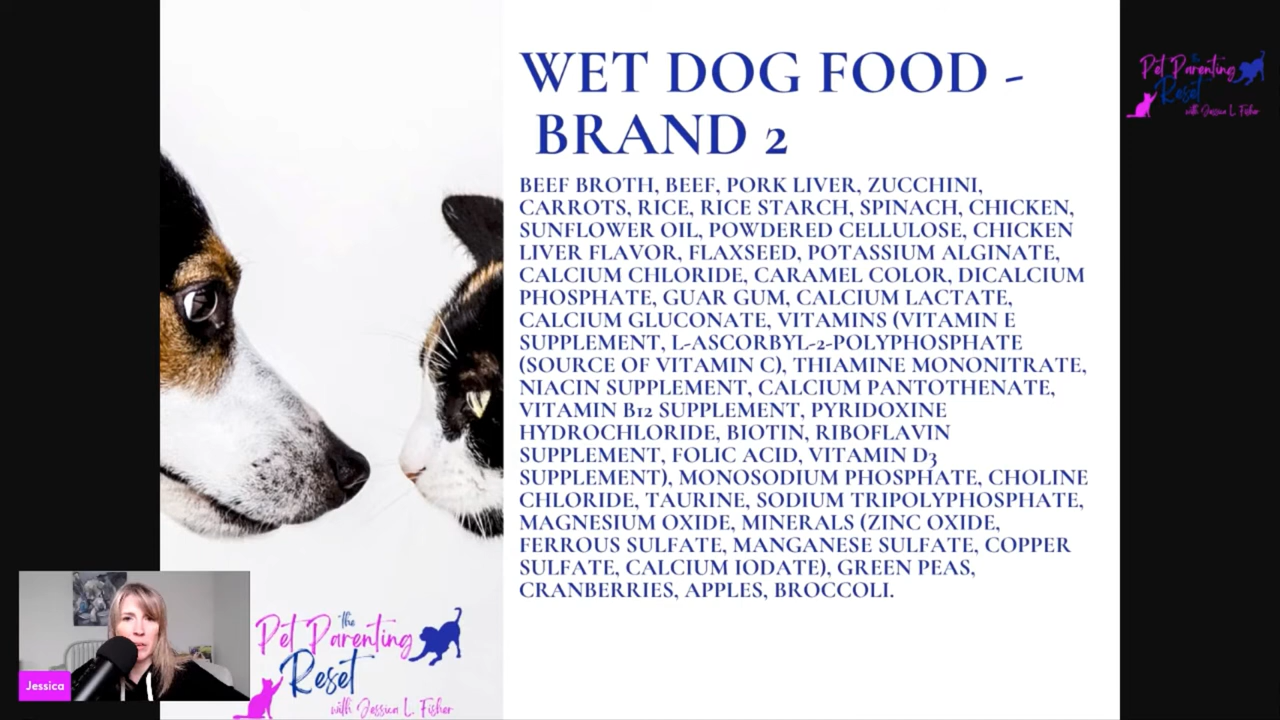 WET DOG FOOD -
BRAND 2
BEEF BROTH, BEEF, PORK LIVER, ZUCCHINI,
CARROTS, RICE, RICE STARCH, SPINACH, CHICKEN,
SUNFLOWER OIL, POWDERED CELLULOSE, CHICKEN
LIVER FLAVOR, FLAXSEED, POTASSIUM ALGINATE,
CALCIUM CHLORIDE, CARAMEL COLOR, DICALCIUM
PHOSPHATE, GUAR GUM, CALCIUM LACTATE,
CALCIUM GLUCONATE, VITAMINS (VITAMIN E
SUPPLEMENT, L-ASCORBYL-2-POLYPHOSPHATE
(SOURCE OF VITAMIN C), THIAMINE MONONITRATE,
NIACIN SUPPLEMENT, CALCIUM PANTOTHENATE,
VITAMIN B12 SUPPLEMENT, PYRIDOXINE
HYDROCHLORIDE, BIOTIN, RIBOFLAVIN
SUPPLEMENT, FOLIC ACID, VITAMIN D3
SUPPLEMENT), MONOSODIUM PHOSPHATE, CHOLINE
CHLORIDE, TAURINE, SODIUM TRIPOLYPHOSPHATE,
MAGNESIUM OXIDE, MINERALS (ZINC OXIDE,
FERROUS SULFATE, MANGANESE SULFATE, COPPER
SULFATE, CALCIUM IODATE), GREEN PEAS,
CRANBERRIES, APPLES, BROCCOLI.
the
Pet Parenting
Reset
with Jessica L. Fisher
Jessica
the
Pet Parenting
Reset
with Jessica L. Fisher